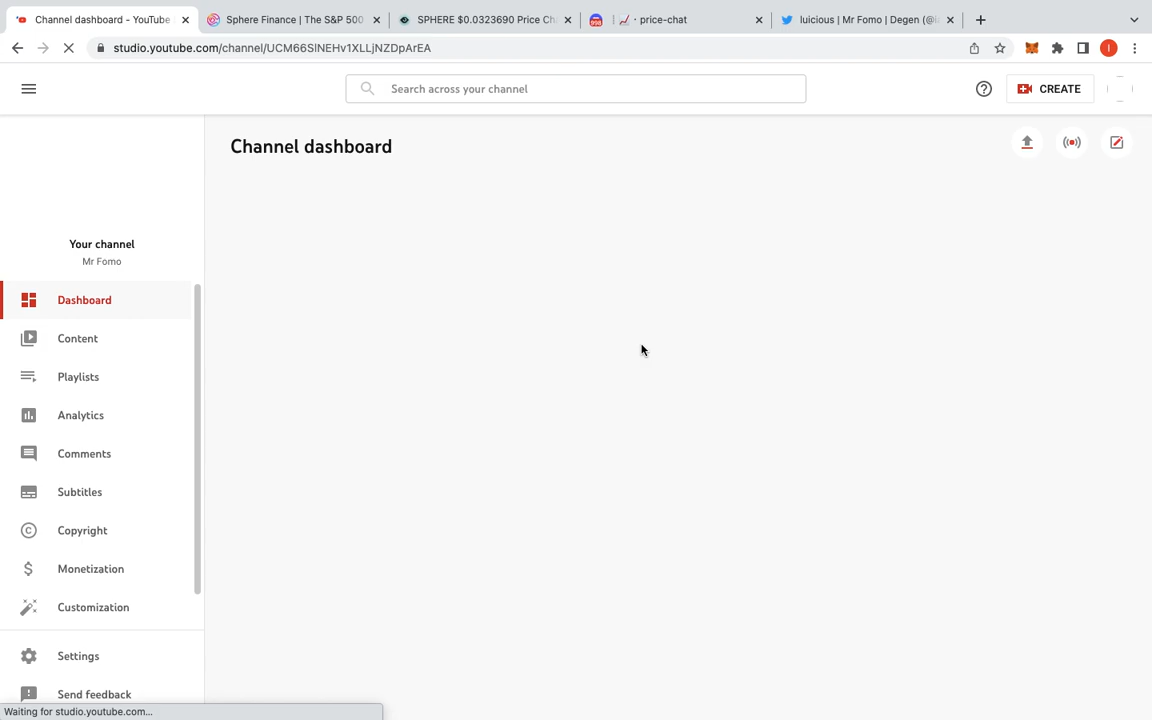 Channel dashboard - YouTube
Sphere Finance | The S&P 500
SPHERE $0.0323690 Price Ch
998
price-chat
luicious | Mr Fomo | Degen (@l
studio.youtube.com/channel/UCM66SlNEHv1XLLjNZDpArEA
I
Search across your channel
CREATE
Channel dashboard
Your channel
Mr Fomo
Dashboard
Content
Playlists
Analytics
Comments
Subtitles
Copyright
Monetization
Customization
Settings
Send feedback
Waiting for studio.youtube.com...